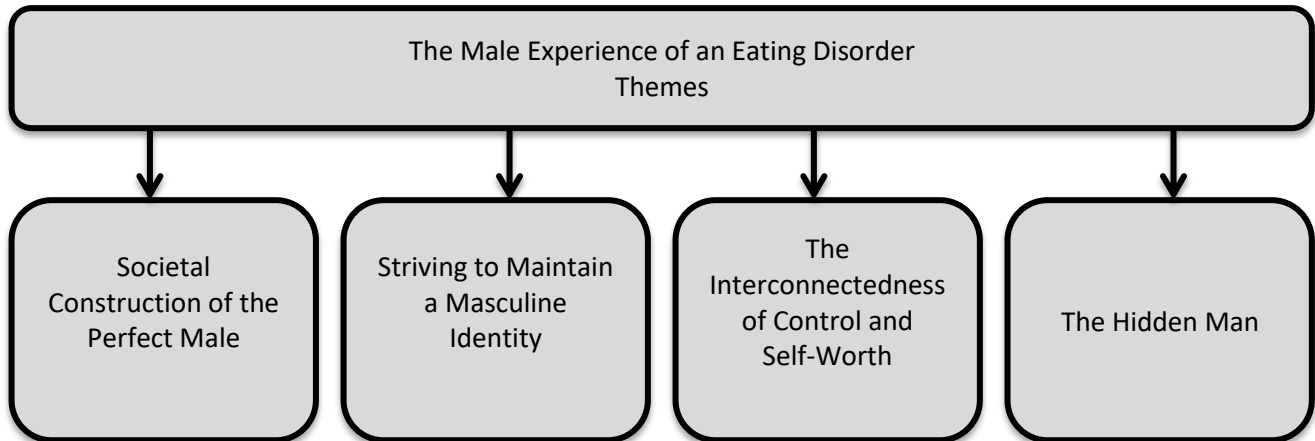 The Male Experience of an Eating Disorder
Themes
Societal
Construction of the
Perfect Male
Striving to Maintain
a Masculine
Identity
The
Interconnectedness
of Control and
Self-Worth
The Hidden Man